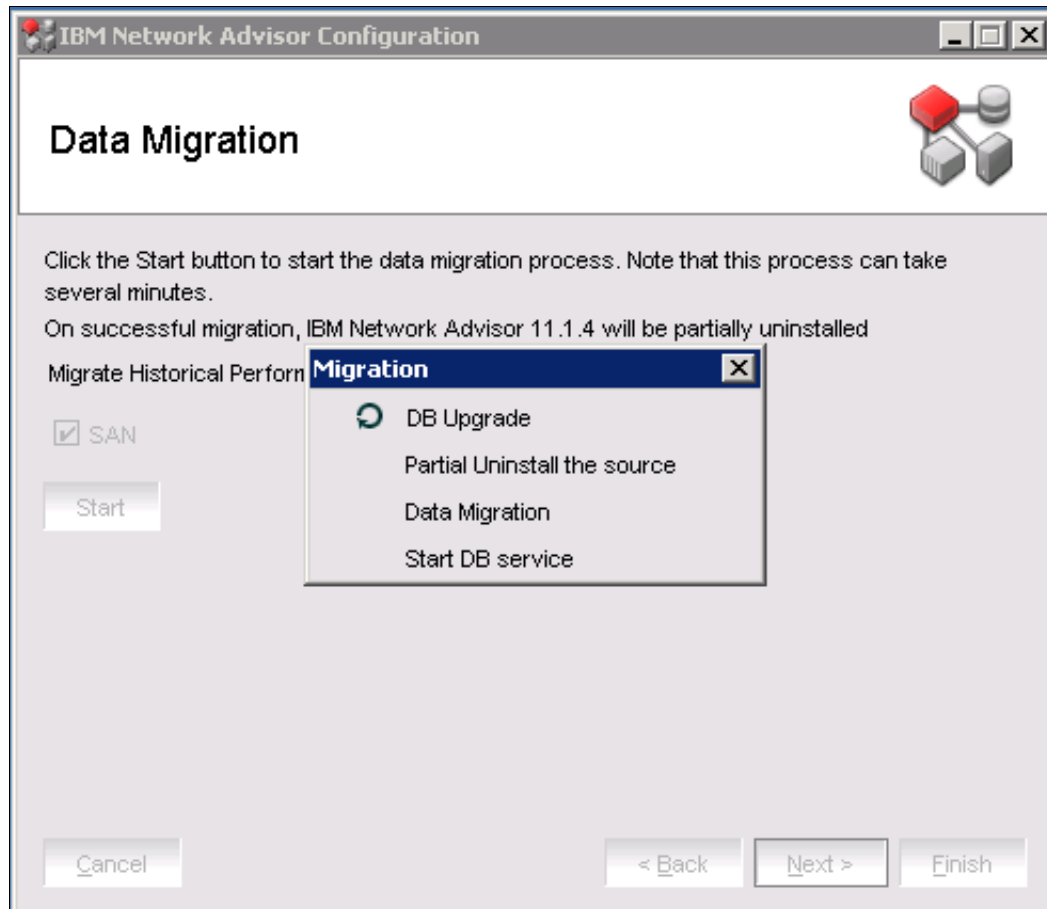 IBM Network Advisor Configuration
Data Migration
Click the Start button to start the data migration process. Note that this process can take
several minutes.
On successful migration, IBM Network Advisor 11.1.4 will be partially uninstalled
Migrate Historical Perform
Migration
DB Upgrade
Partial Uninstall the source
Data Migration
Start DB service
SAN
Start
Cancel
< Back
Next >
Finish